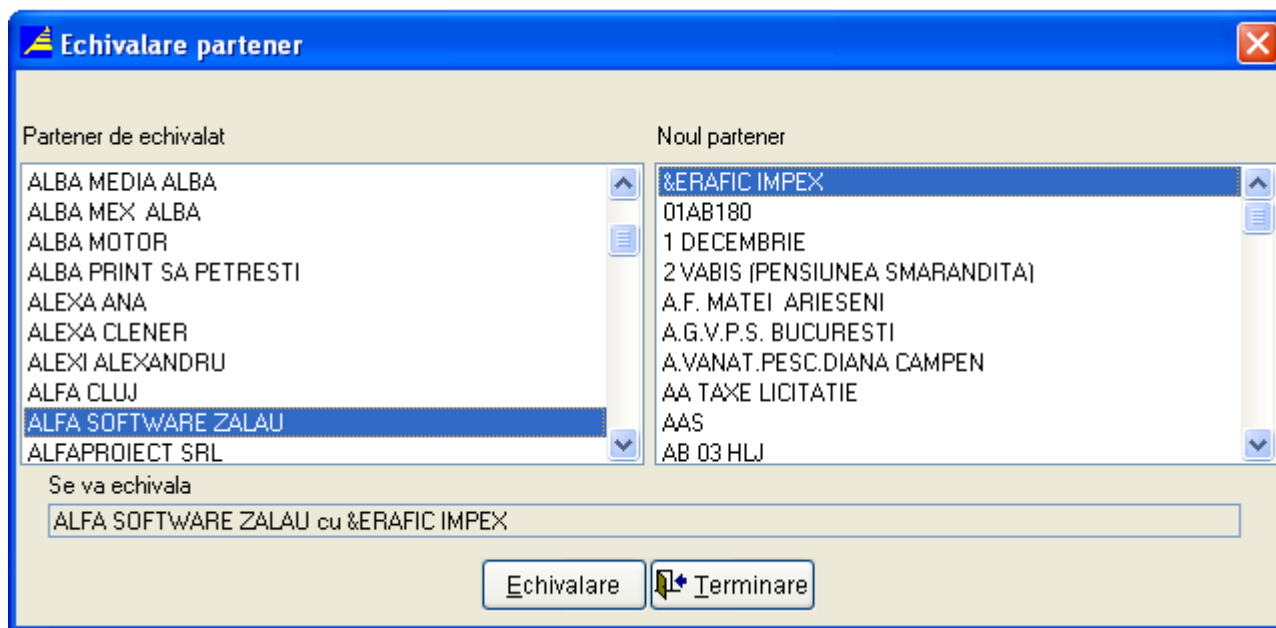 Echivalare partener
Partener de echivalat
ALBA MEDIA ALBA
ALBA MEX  ALBA
ALBA MOTOR
ALBA PRINT SA PETRESTI
ALEXA ANA
ALEXA CLENER
ALEXI ALEXANDRU
ALFA CLUJ
ALFA SOFTWARE ZALAU
ALFAPROIECT SRL
Noul partener
&ERAFIC IMPEX
01AB180
1 DECEMBRIE
2 VABIS (PENSIUNEA SMARANDITA)
A.F. MATEI  ARIESENI
A.G.V.P.S. BUCURESTI
A.VANAT.PESC.DIANA CAMPEN
AA TAXE LICITATIE
AAS
AB 03 HLJ
Se va echivala
ALFA SOFTWARE ZALAU cu &ERAFIC IMPEX
Echivalare
Terminare